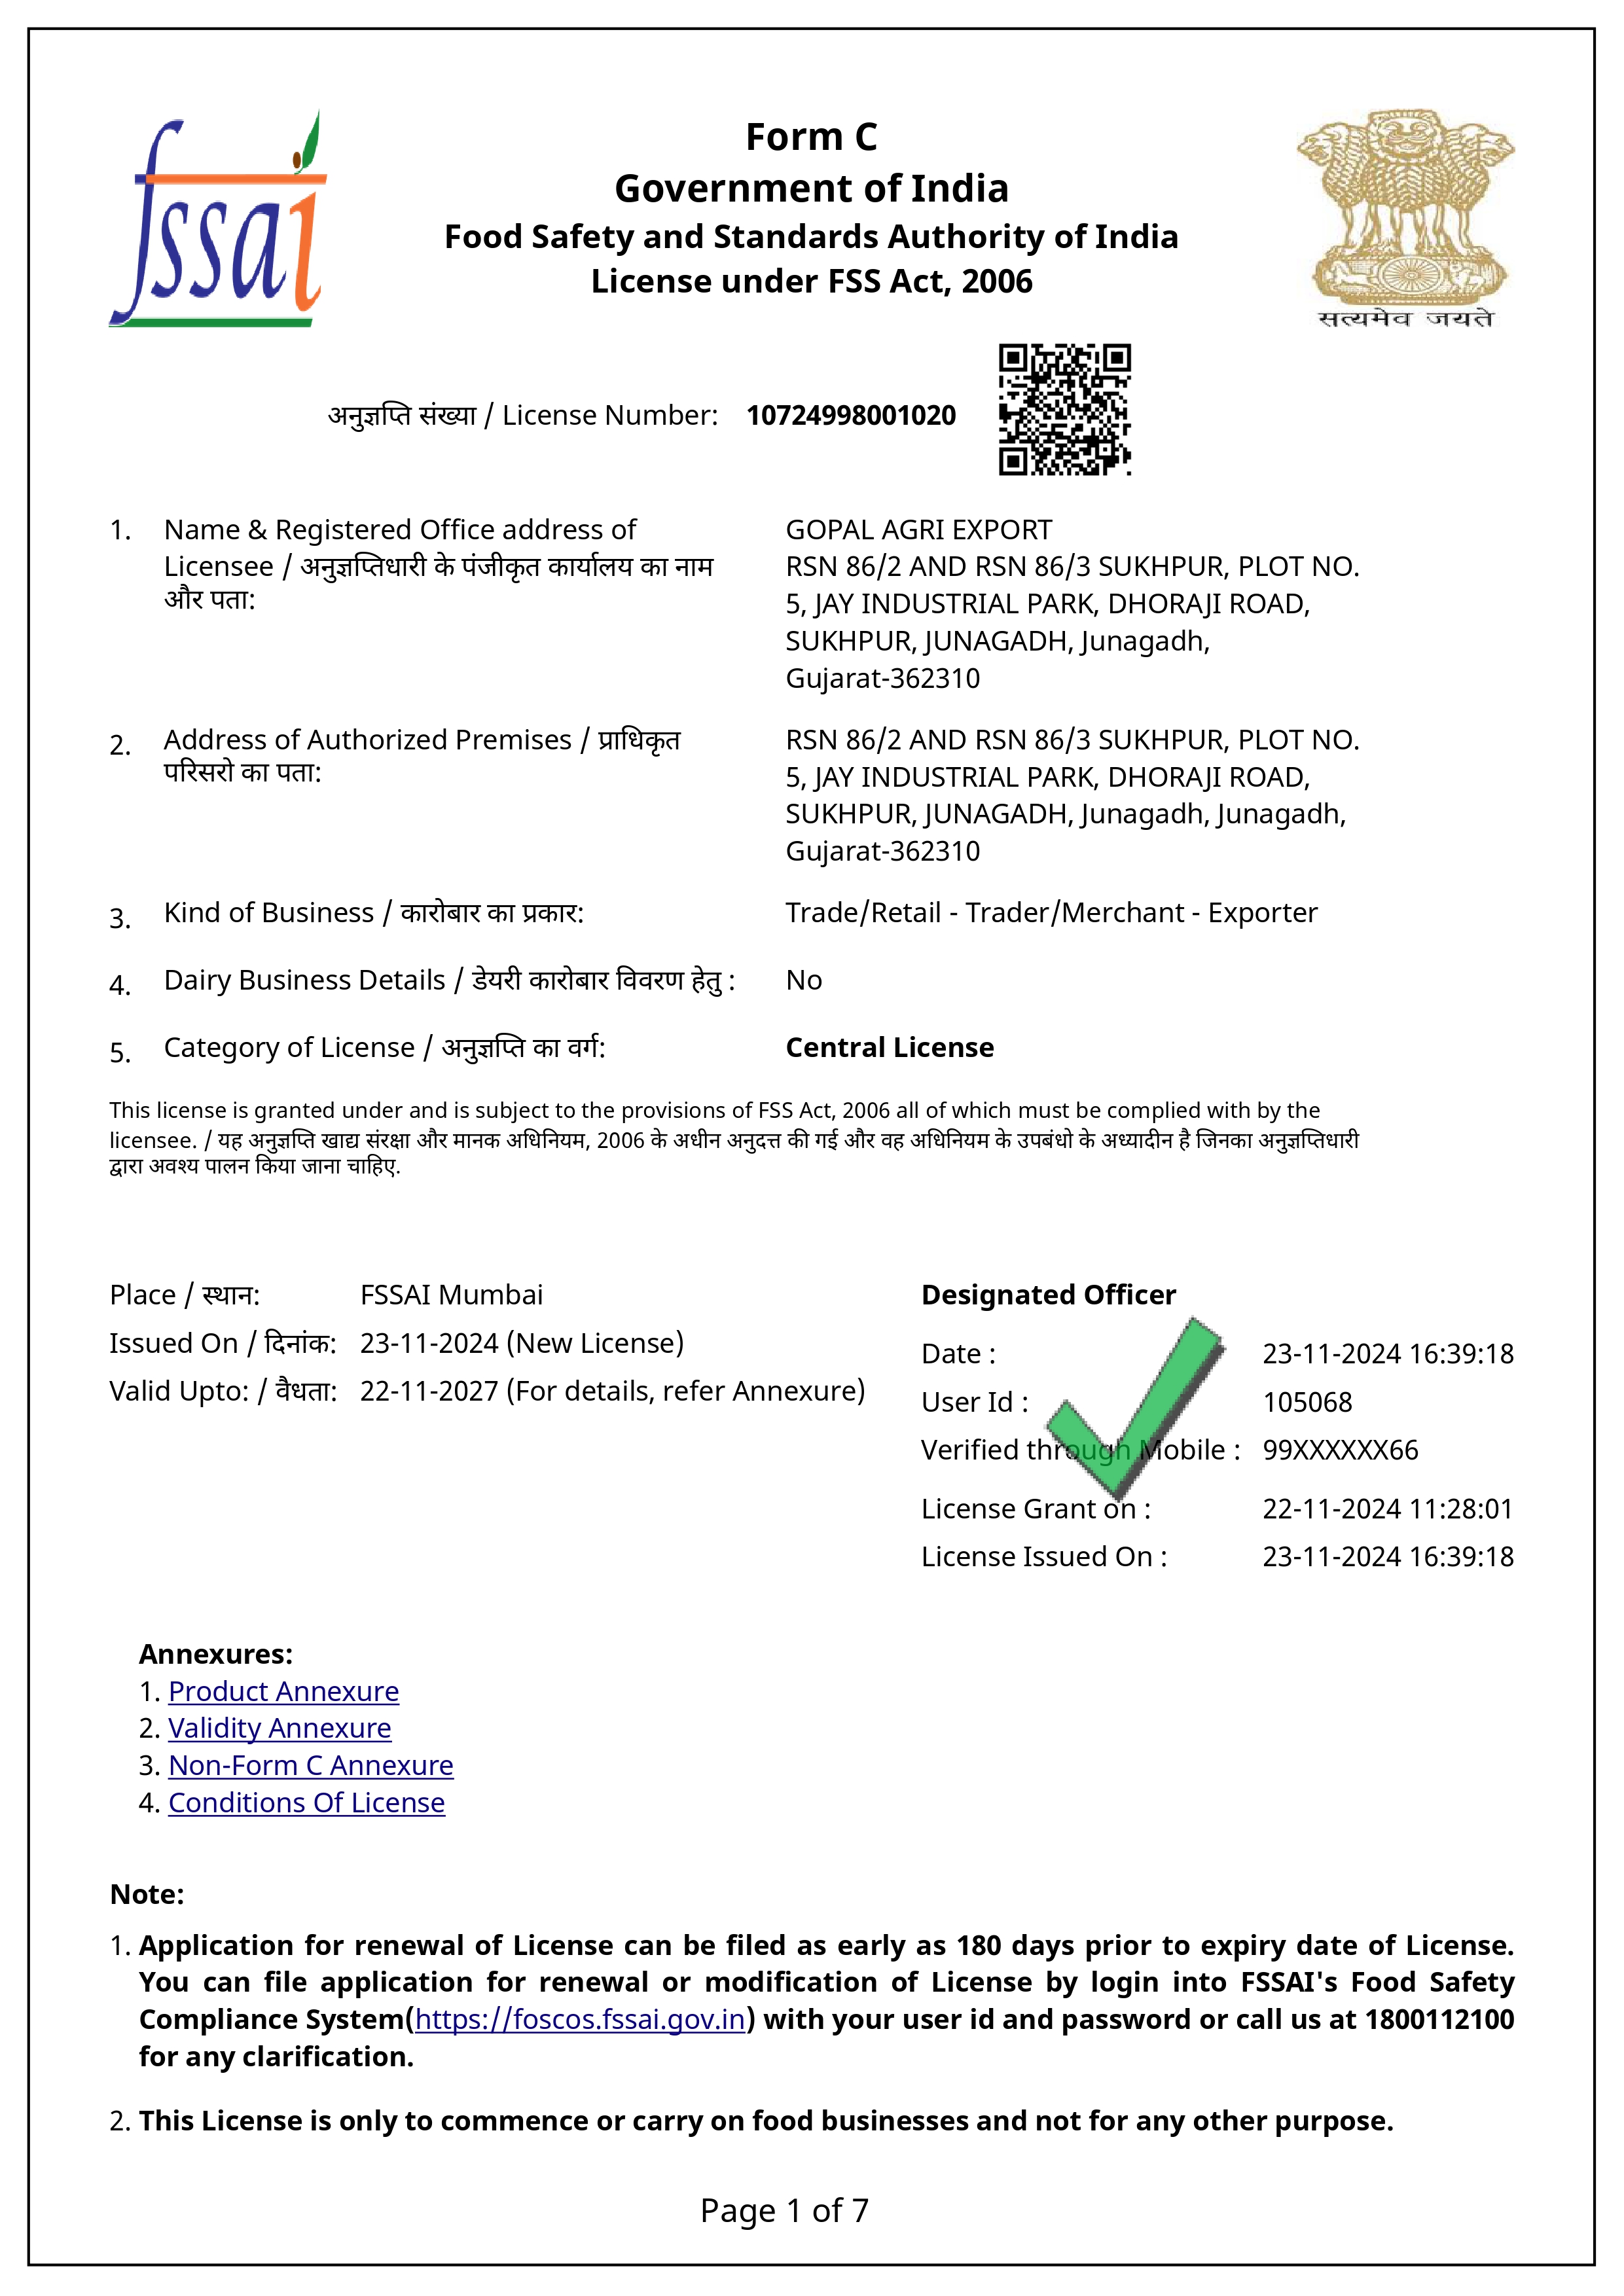 fssai
Form C
Government of India
Food Safety and Standards Authority of India
License under FSS Act, 2006
सत्यमेव जयते
अनुज्ञप्ति संख्या / License Number: 10724998001020
1. Name & Registered Office address of
Licensee / अनुज्ञप्तिधारी के पंजीकृत कार्यालय का नाम
और पता:
GOPAL AGRI EXPORT
RSN 86/2 AND RSN 86/3 SUKHPUR, PLOT NO.
5, JAY INDUSTRIAL PARK, DHORAJI ROAD,
SUKHPUR, JUNAGADH, Junagadh,
Gujarat-362310
2. Address of Authorized Premises / प्राधिकृत
परिसरो का पता:
RSN 86/2 AND RSN 86/3 SUKHPUR, PLOT NO.
5, JAY INDUSTRIAL PARK, DHORAJI ROAD,
SUKHPUR, JUNAGADH, Junagadh, Junagadh,
Gujarat-362310
3. Kind of Business / कारोबार का प्रकार: Trade/Retail - Trader/Merchant - Exporter
4. Dairy Business Details / डेयरी कारोबार विवरण हेतु : No
5. Category of License / अनुज्ञप्ति का वर्ग: Central License
This license is granted under and is subject to the provisions of FSS Act, 2006 all of which must be complied with by the
licensee. / यह अनुज्ञप्ति खाद्य संरक्षा और मानक अधिनियम, 2006 के अधीन अनुदत्त की गई और वह अधिनियम के उपबंधो के अध्यादीन है जिनका अनुज्ञप्तिधारी
द्वारा अवश्य पालन किया जाना चाहिए.
Place / स्थान: FSSAI Mumbai
Issued On / दिनांक: 23-11-2024 (New License)
Valid Upto: / वैधता: 22-11-2027 (For details, refer Annexure)
Designated Officer
Date : 23-11-2024 16:39:18
User Id : 105068
Verified through Mobile : 99XXXXXX66
License Grant on : 22-11-2024 11:28:01
License Issued On : 23-11-2024 16:39:18
Annexures:
1. Product Annexure
2. Validity Annexure
3. Non-Form C Annexure
4. Conditions Of License
Note:
1. Application for renewal of License can be filed as early as 180 days prior to expiry date of License.
You can file application for renewal or modification of License by login into FSSAI's Food Safety
Compliance System(https://foscos.fssai.gov.in) with your user id and password or call us at 1800112100
for any clarification.
2. This License is only to commence or carry on food businesses and not for any other purpose.
Page 1 of 7